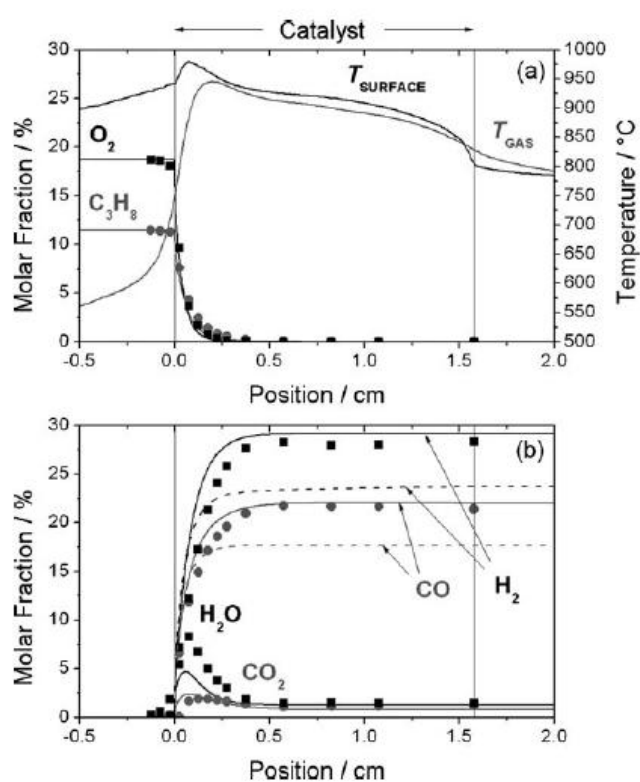 Catalyst
30
25
20
15
10
5
0
Molar Fraction / %
1000
950
900
850
800
750
700
650
600
550
500
Temperature / °C
(a)
T SURFACE
T GAS
O2
C3H8
-0.5 0.0 0.5 1.0 1.5 2.0
Position / cm
30
25
20
15
10
5
0
Molar Fraction / %
(b)
H2O
CO
H2
CO2
-0.5 0.0 0.5 1.0 1.5 2.0
Position / cm